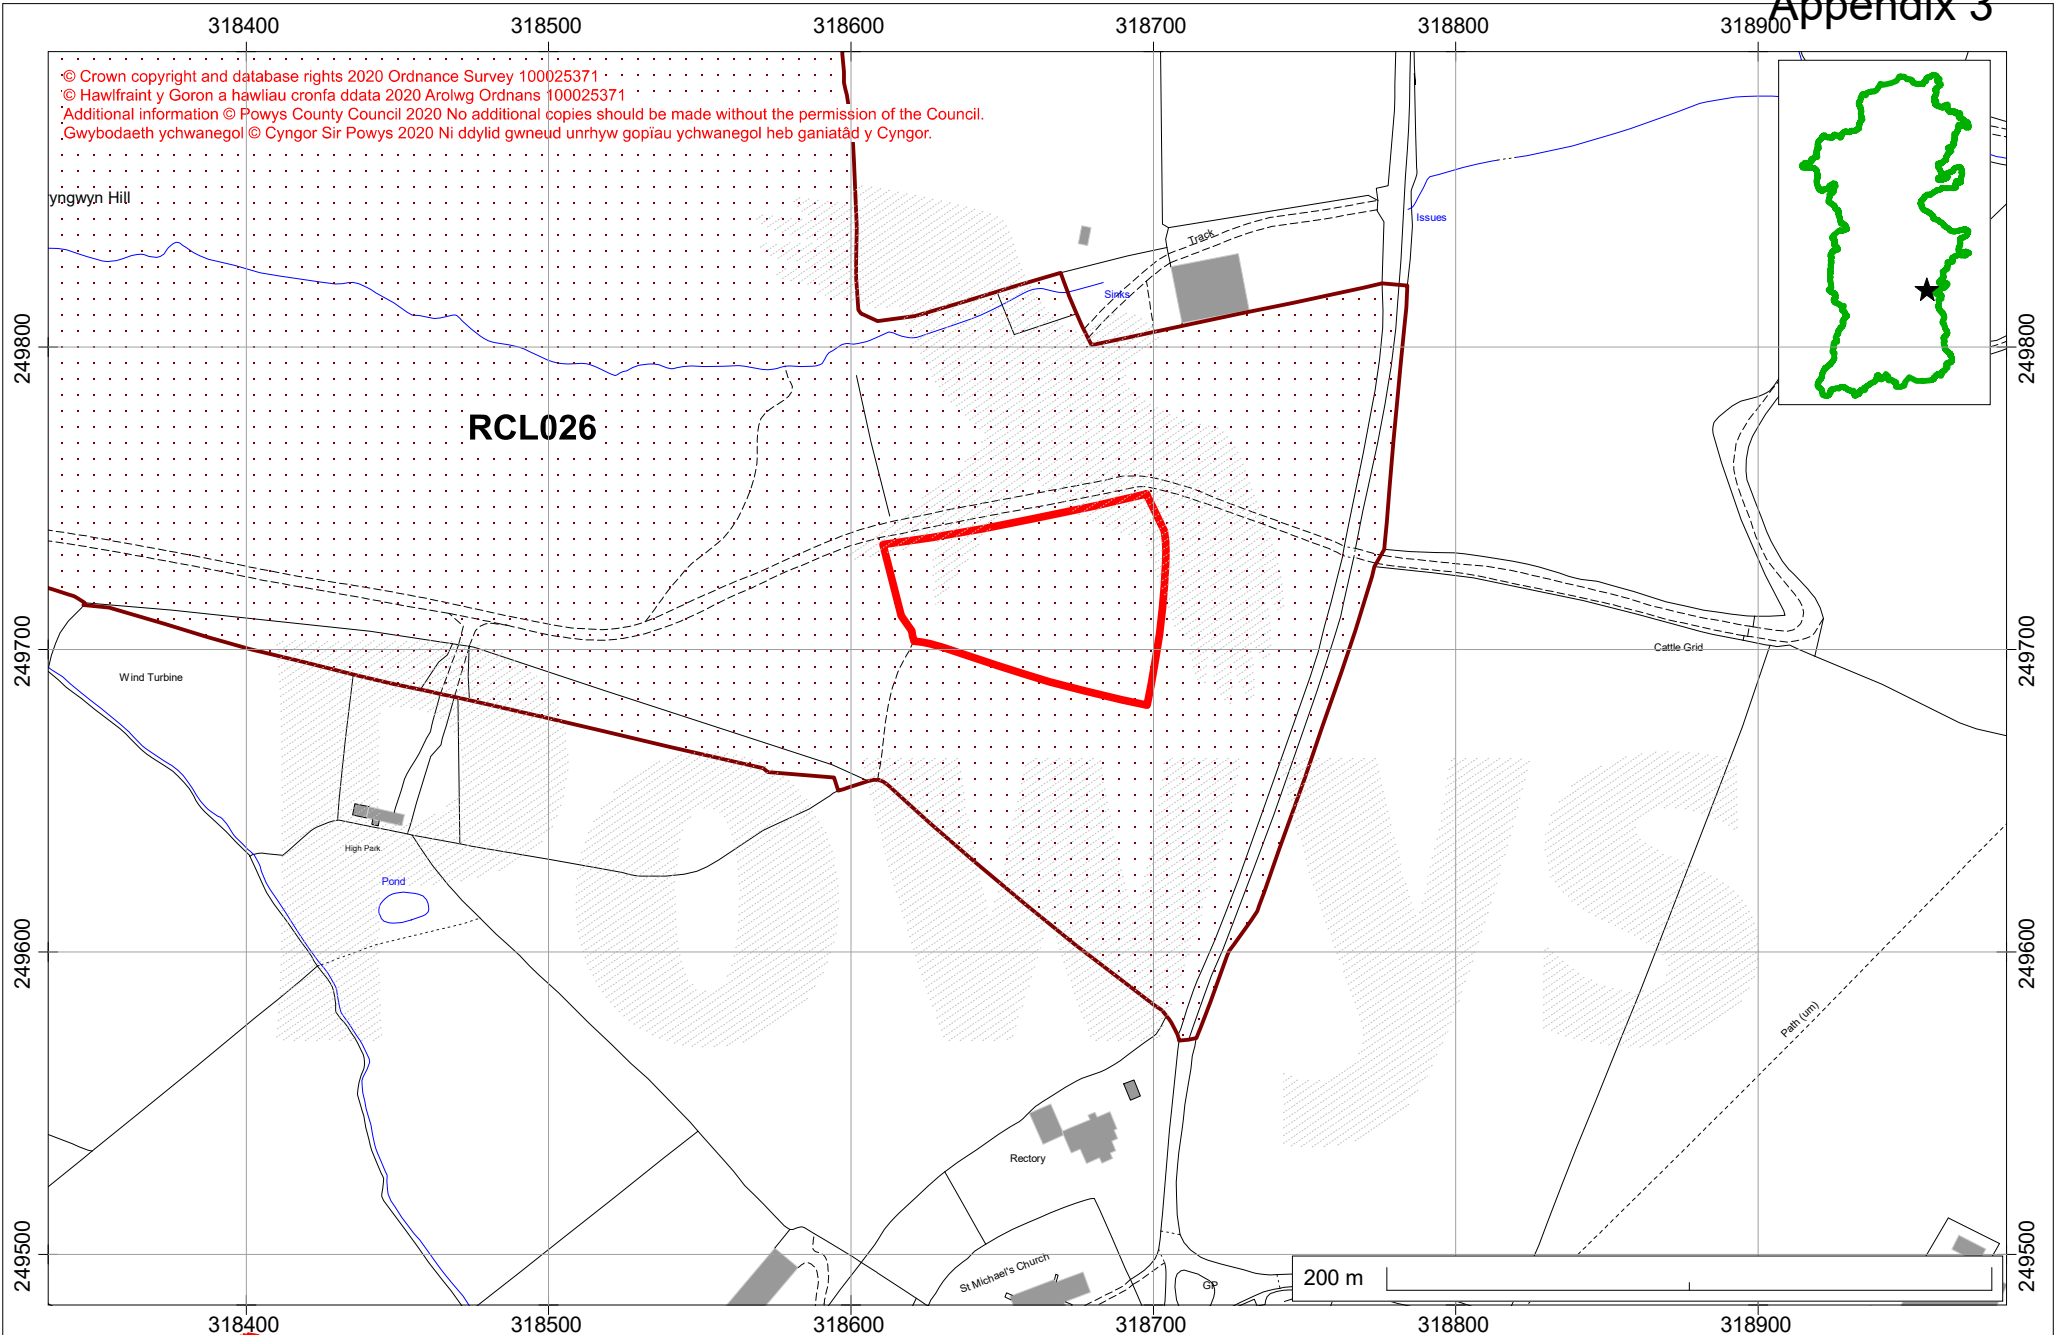 Appendix 3
318400 318500 318600 318700 318800 318900
© Crown copyright and database rights 2020 Ordnance Survey 100025371
© Hawlfraint y Goron a hawliau cronfa ddata 2020 Arolwg Ordnans 100025371
Additional information © Powys County Council 2020 No additional copies should be made without the permission of the Council.
Gwybodaeth ychwanegol © Cyngor Sir Powys 2020 Ni ddylid gwneud unrhyw gopïau ychwanegol heb ganiatâd y Cyngor.
yngwyn Hill
Issues
Track
Sinks
249800 249800
RCL026
249700 249700
Cattle Grid
Wind Turbine
Powys
High Park
Pond
249600 249600
Path (um)
Rectory
St Michael's Church
GP
249500 249500
200 m
318400 318500 318600 318700 318800 318900